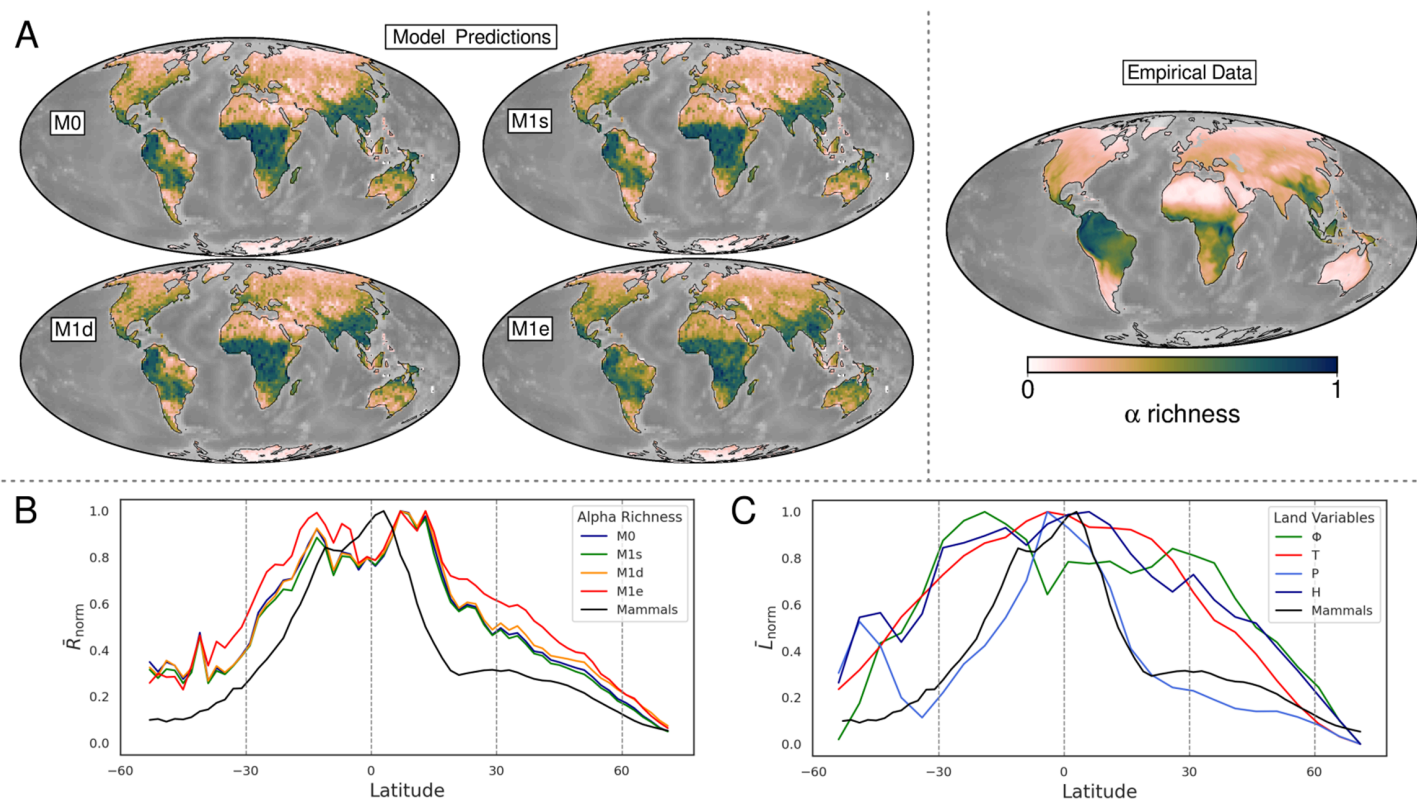 A
Model Predictions
M0
M1s
M1d
M1e
Empirical Data
0
1
α richness
B
R̄norm
1.0
0.8
0.6
0.4
0.2
0.0
−60
−30
0
30
60
Latitude
Alpha Richness
M0
M1s
M1d
M1e
Mammals
C
L̄norm
1.0
0.8
0.6
0.4
0.2
0.0
−60
−30
0
30
60
Latitude
Land Variables
Φ
T
P
H
Mammals